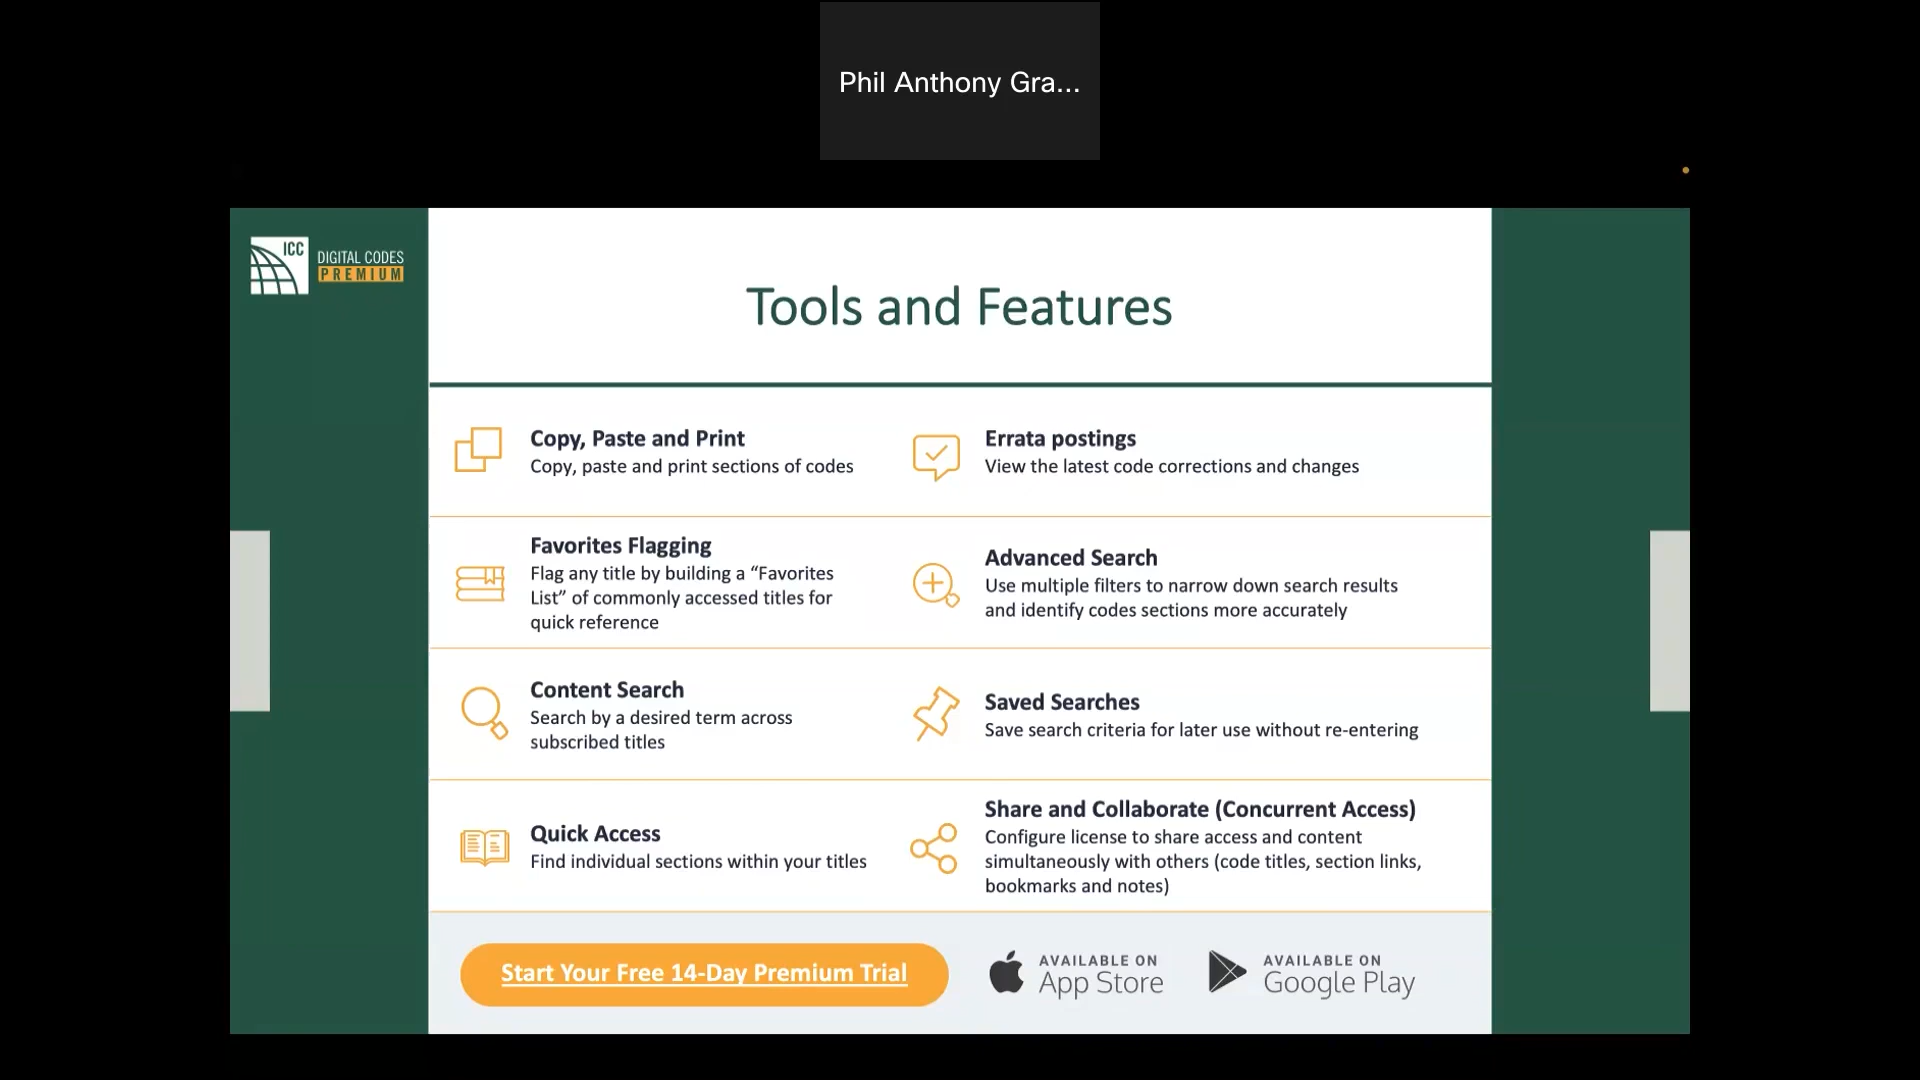 Phil Anthony Gra...
ICC
DIGITAL CODES
PREMIUM
Tools and Features
Copy, Paste and Print
Copy, paste and print sections of codes
Errata postings
View the latest code corrections and changes
Favorites Flagging
Flag any title by building a “Favorites
List” of commonly accessed titles for
quick reference
Advanced Search
Use multiple filters to narrow down search results
and identify codes sections more accurately
Content Search
Search by a desired term across
subscribed titles
Saved Searches
Save search criteria for later use without re-entering
Quick Access
Find individual sections within your titles
Share and Collaborate (Concurrent Access)
Configure license to share access and content
simultaneously with others (code titles, section links,
bookmarks and notes)
Start Your Free 14-Day Premium Trial
AVAILABLE ON
App Store
AVAILABLE ON
Google Play